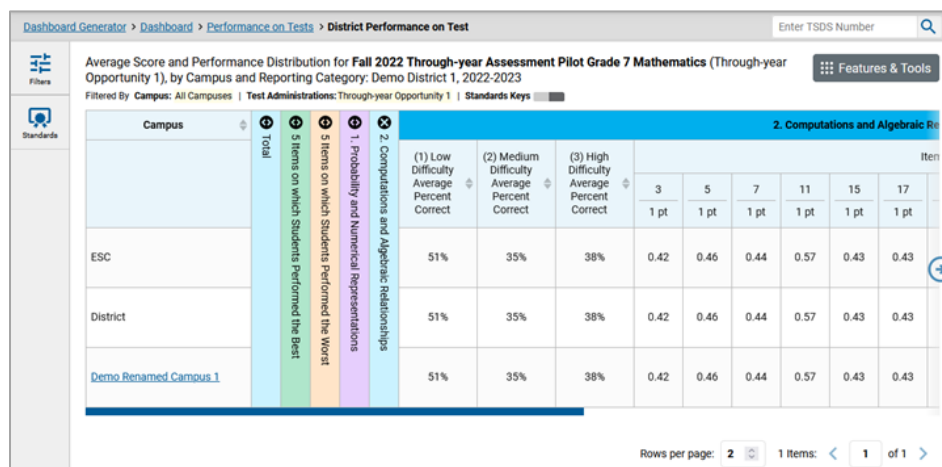 Dashboard Generator > Dashboard > Performance on Tests > District Performance on Test
Enter TSDS Number
Filters
Standards
Average Score and Performance Distribution for Fall 2022 Through-year Assessment Pilot Grade 7 Mathematics (Through-year
Opportunity 1), by Campus and Reporting Category: Demo District 1, 2022-2023
Features & Tools
Filtered By Campus: All Campuses | Test Administrations: Through-year Opportunity 1 | Standards Keys
Campus
Total
5 Items on which Students Performed the Best
5 Items on which Students Performed the Worst
1. Probability and Numerical Representations
2. Computations and Algebraic Relationships
2. Computations and Algebraic Re
(1) Low
Difficulty
Average
Percent
Correct
(2) Medium
Difficulty
Average
Percent
Correct
(3) High
Difficulty
Average
Percent
Correct
Item
3 5 7 11 15 17
1 pt 1 pt 1 pt 1 pt 1 pt 1 pt
ESC 51% 35% 38% 0.42 0.46 0.44 0.57 0.43 0.43
District 51% 35% 38% 0.42 0.46 0.44 0.57 0.43 0.43
Demo Renamed Campus 1 51% 35% 38% 0.42 0.46 0.44 0.57 0.43 0.43
Rows per page: 2 1 Items: < 1 of 1 >